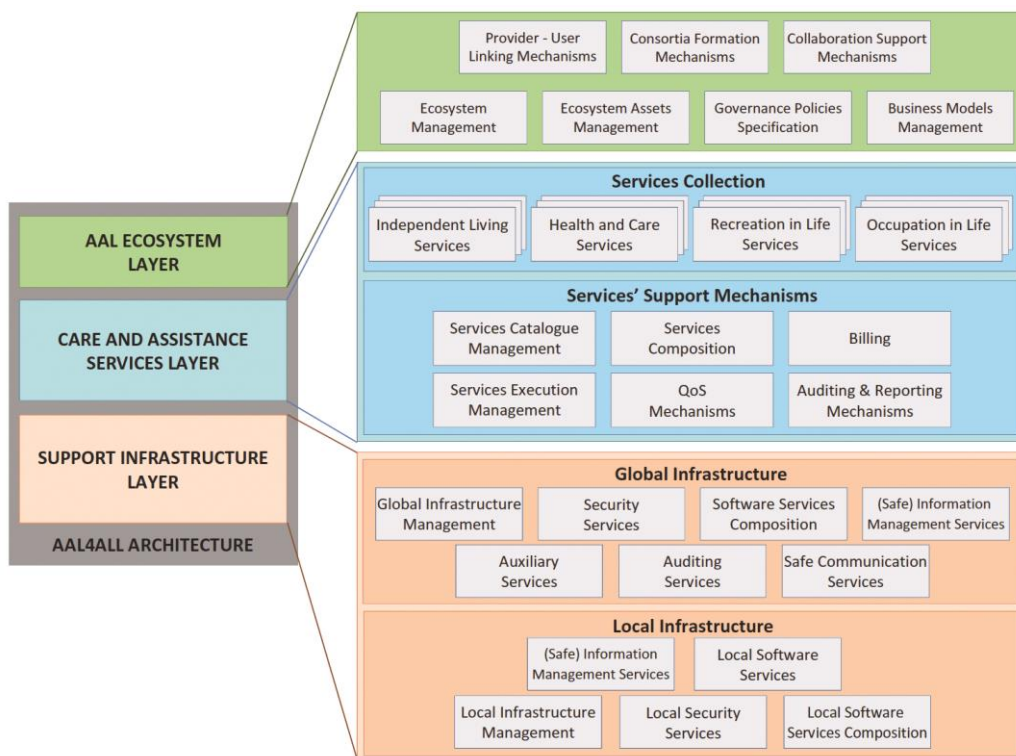 Provider - User
Linking Mechanisms
Consortia Formation
Mechanisms
Collaboration Support
Mechanisms
Ecosystem
Management
Ecosystem Assets
Management
Governance Policies
Specification
Business Models
Management
AAL ECOSYSTEM
LAYER
CARE AND ASSISTANCE
SERVICES LAYER
SUPPORT INFRASTRUCTURE
LAYER
AAL4ALL ARCHITECTURE
Services Collection
Independent Living
Services
Health and Care
Services
Recreation in Life
Services
Occupation in Life
Services
Services' Support Mechanisms
Services Catalogue
Management
Services
Composition
Billing
Services Execution
Management
QoS
Mechanisms
Auditing & Reporting
Mechanisms
Global Infrastructure
Global Infrastructure
Management
Security
Services
Software Services
Composition
(Safe) Information
Management Services
Auxiliary
Services
Auditing
Services
Safe Communication
Services
Local Infrastructure
(Safe) Information
Management Services
Local Software
Services
Local Infrastructure
Management
Local Security
Services
Local Software
Services Composition